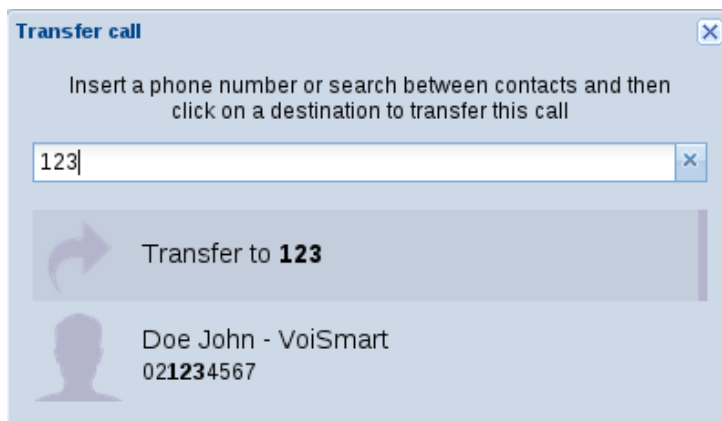 Transfer call
Insert a phone number or search between contacts and then
click on a destination to transfer this call
123
Transfer to 123
Doe John - VoiSmart
021234567